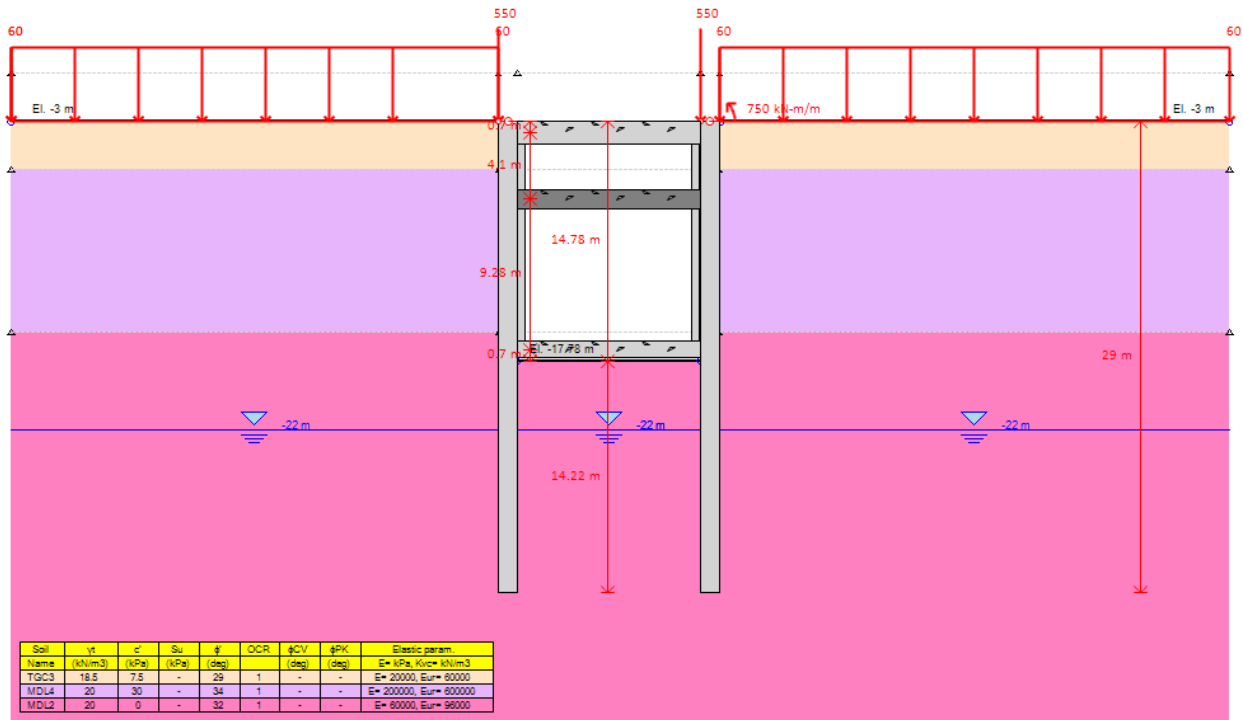 550 550
60 60 60 60
El. -3 m 750 kN-m/m El. -3 m
0.7 m
4.1 m
14.78 m
9.28 m
0.7 m El. -17.78 m 29 m
-22 m -22 m -22 m
14.22 m
Soil γt c' Su ϕ' OCR ϕCV ϕPK Elastic param.
Name (kN/m3) (kPa) (kPa) (deg) (deg) (deg) E= kPa, Kvc= kN/m3
TGC3 18.5 7.5 - 29 1 - - E= 20000, Eur= 60000
MDL4 20 30 - 34 1 - - E= 200000, Eur= 600000
MDL2 20 0 - 32 1 - - E= 60000, Eur= 96000